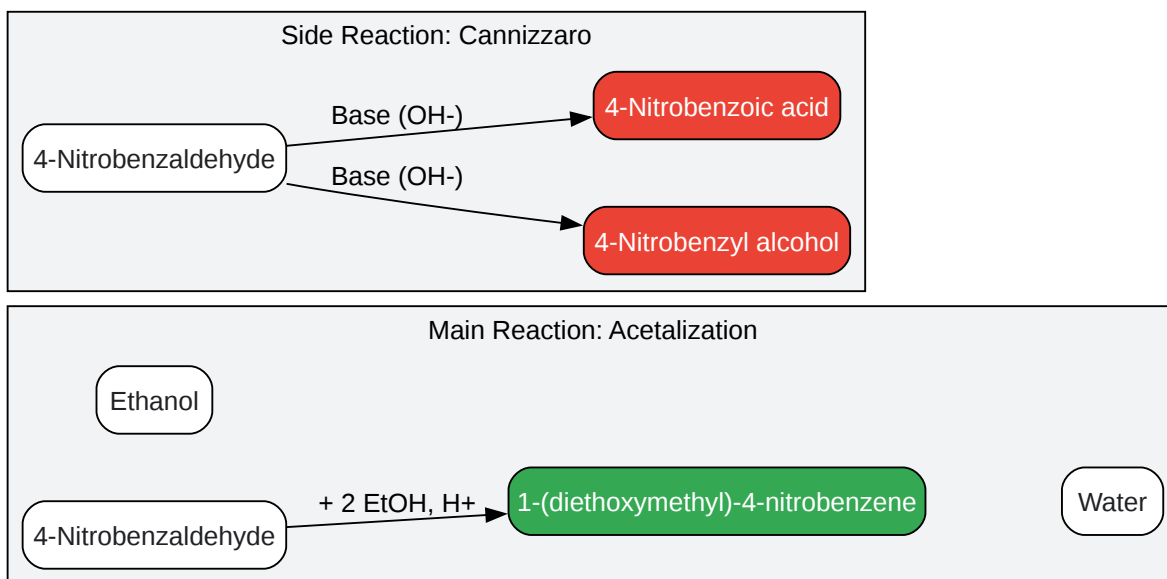 Side Reaction: Cannizzaro
4-Nitrobenzaldehyde
Base (OH-)
4-Nitrobenzoic acid
Base (OH-)
4-Nitrobenzyl alcohol
Main Reaction: Acetalization
Ethanol
4-Nitrobenzaldehyde
+ 2 EtOH, H+
1-(diethoxymethyl)-4-nitrobenzene
Water